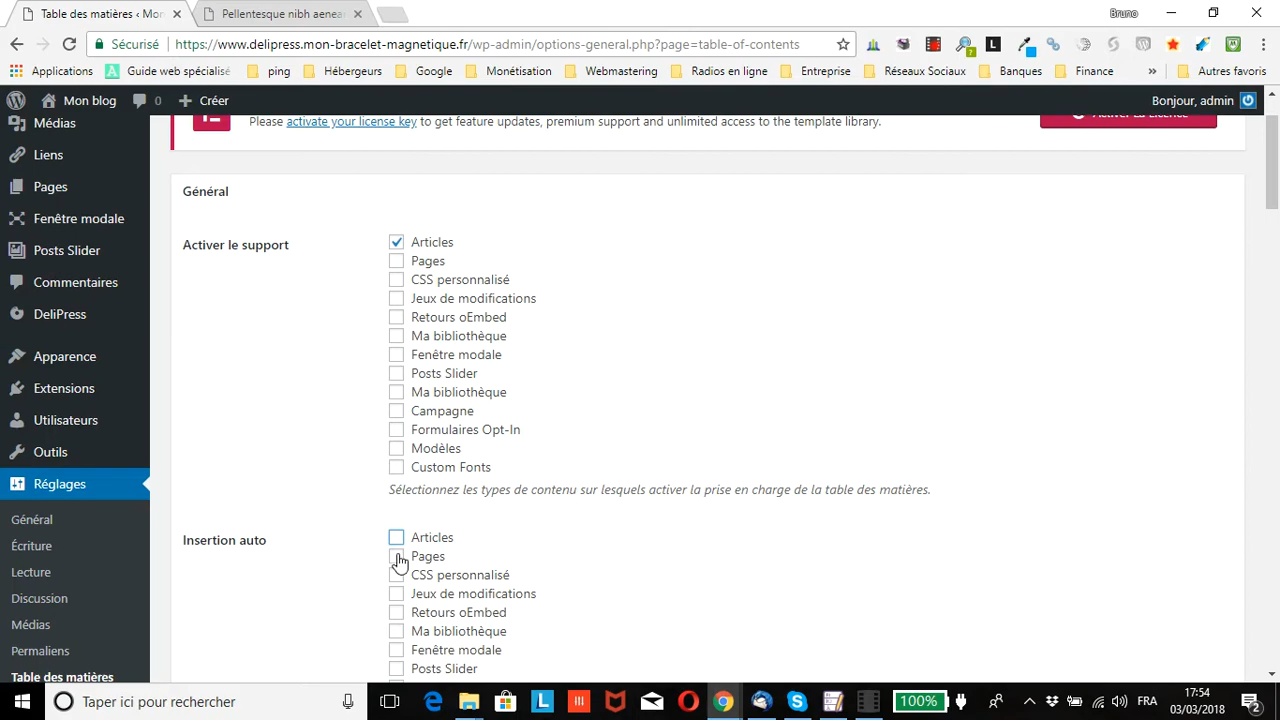 Table des matières ‹ Mon
Pellentesque nibh aenea
Bruno
Sécurisé
https://www.delipress.mon-bracelet-magnetique.fr/wp-admin/options-general.php?page=table-of-contents
Applications
Guide web spécialisé
ping
Hébergeurs
Google
Monétisation
Webmastering
Radios en ligne
Entreprise
Réseaux Sociaux
Banques
Finance
Autres favoris
Mon blog
0
Créer
Bonjour, admin
Médias
Liens
Pages
Fenêtre modale
Posts Slider
Commentaires
DeliPress
Apparence
Extensions
Utilisateurs
Outils
Réglages
Général
Écriture
Lecture
Discussion
Médias
Permaliens
Table des matières
Please activate your license key to get feature updates, premium support and unlimited access to the template library.
Activer La Licence
Général
Activer le support
Articles
Pages
CSS personnalisé
Jeux de modifications
Retours oEmbed
Ma bibliothèque
Fenêtre modale
Posts Slider
Ma bibliothèque
Campagne
Formulaires Opt-In
Modèles
Custom Fonts
Sélectionnez les types de contenu sur lesquels activer la prise en charge de la table des matières.
Insertion auto
Articles
Pages
CSS personnalisé
Jeux de modifications
Retours oEmbed
Ma bibliothèque
Fenêtre modale
Posts Slider
Taper ici pour rechercher
100%
FRA
17:54
03/03/2018
2